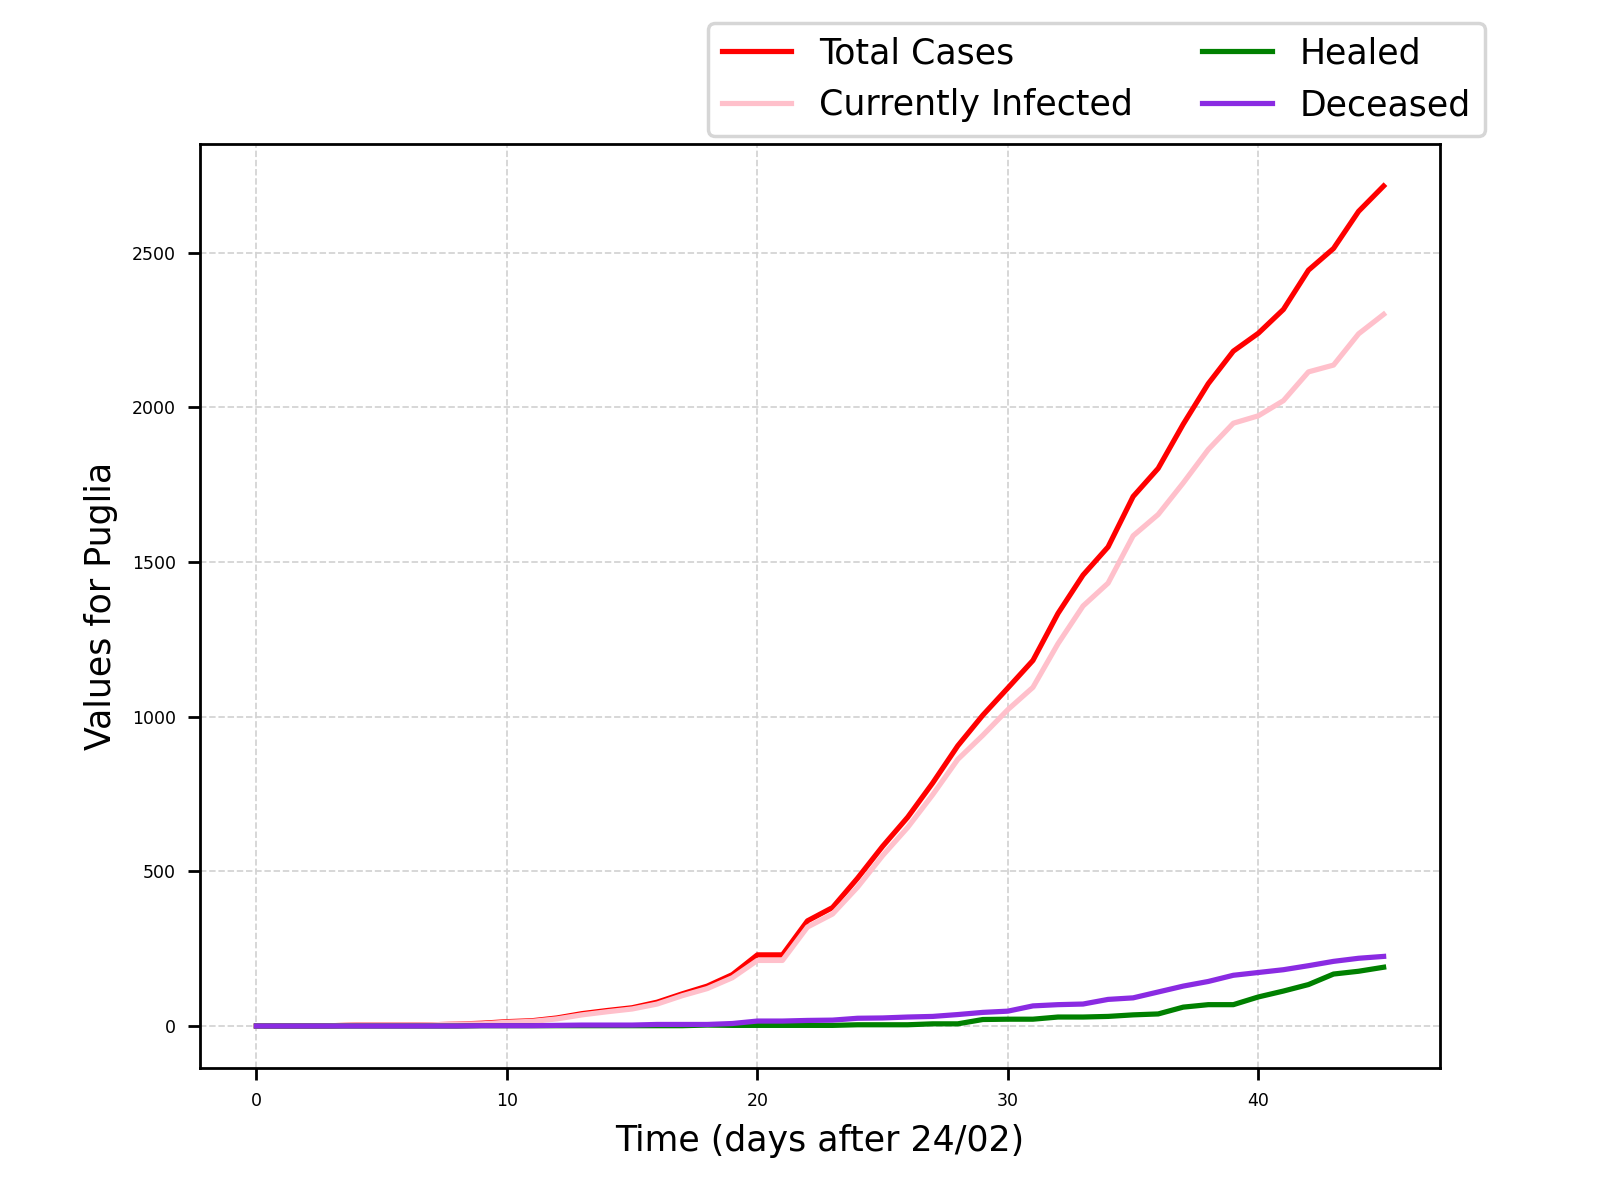 Total Cases
Currently Infected
Healed
Deceased
2500
2000
1500
1000
500
0
Values for Puglia
0 10 20 30 40
Time (days after 24/02)